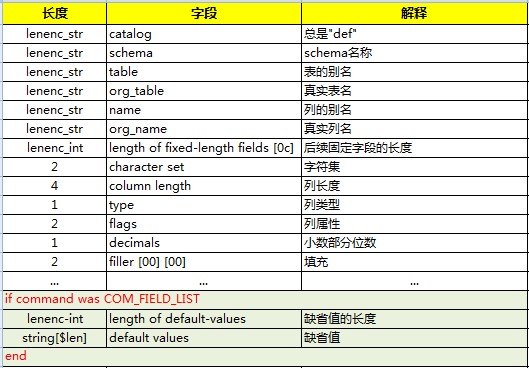 长度 字段 解释
lenenc_str catalog 总是"def"
lenenc_str schema schema名称
lenenc_str table 表的别名
lenenc_str org_table 真实表名
lenenc_str name 列的别名
lenenc_str org_name 真实列名
lenenc_int length of fixed-length fields [0c] 后续固定字段的长度
2 character set 字符集
4 column length 列长度
1 type 列类型
2 flags 列属性
1 decimals 小数部分位数
2 filler [00] [00] 填充
... ... ...
if command was COM_FIELD_LIST
lenenc-int length of default-values 缺省值的长度
string[$len] default values 缺省值
end